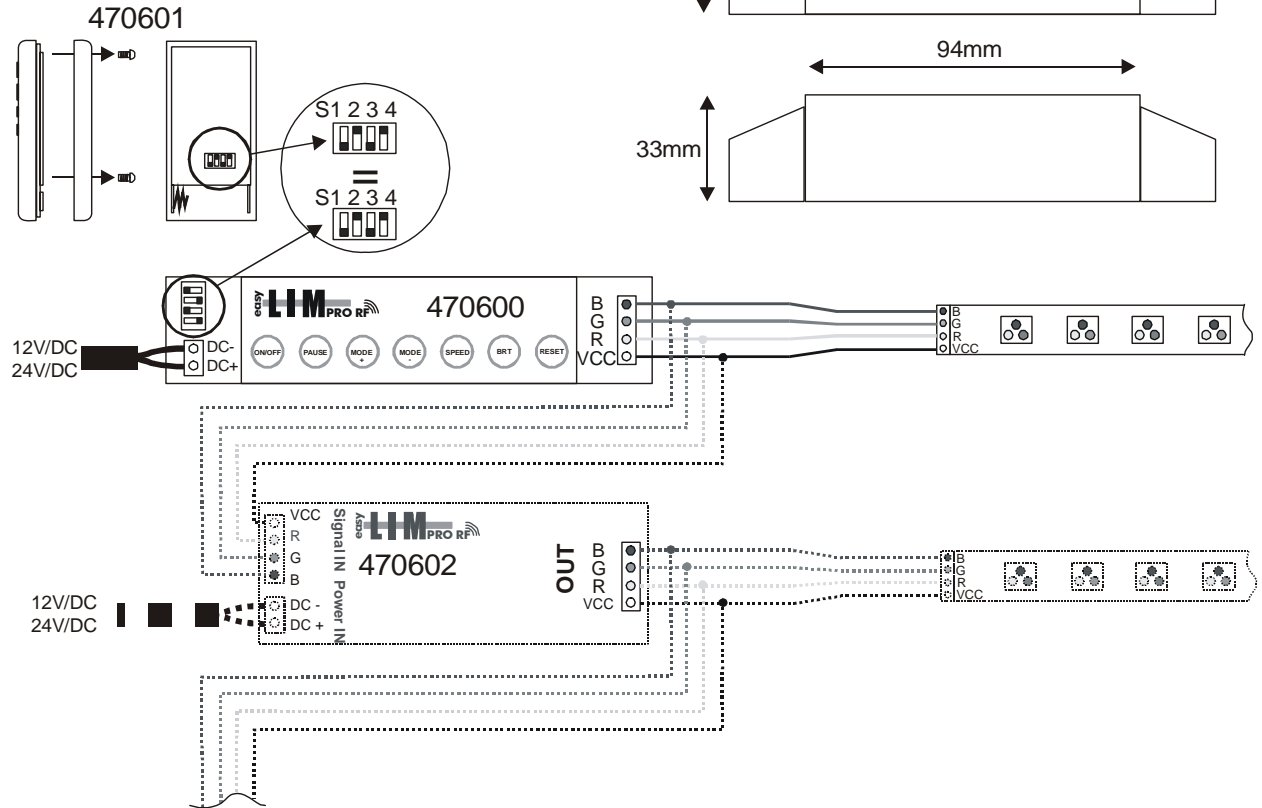 470601
94mm
33mm
S1 2 3 4
=
S1 2 3 4
easy LIM PRO RF
470600
12V/DC
24V/DC
DC-
DC+
ON/OFF
PAUSE
MODE +
MODE -
SPEED
BRT
RESET
B
G
R
VCC
B
G
R
VCC
VCC
R
G
B
Signal IN
Power IN
easy LIM PRO RF
470602
12V/DC
24V/DC
DC -
DC +
OUT
B
G
R
VCC
B
G
R
VCC